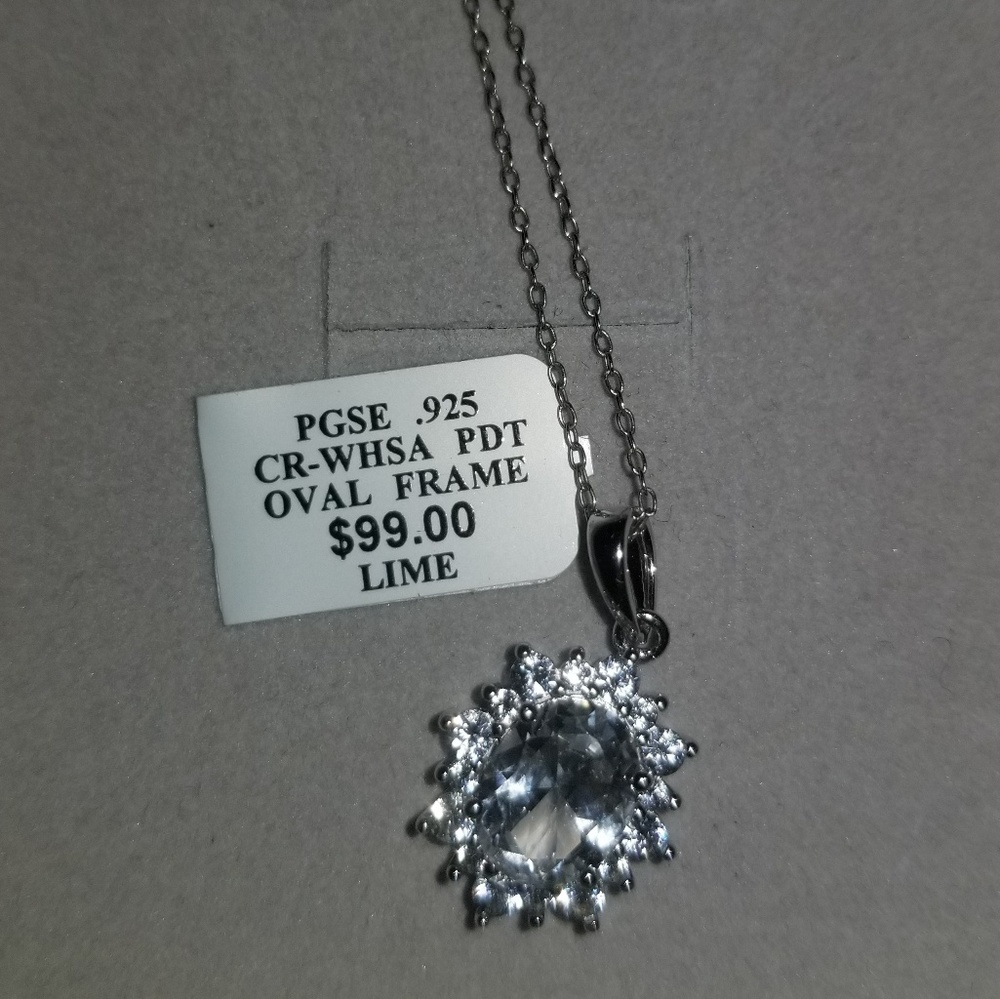 PGSE .925
CR-WHSA PDT
OVAL FRAME
$99.00
LIME